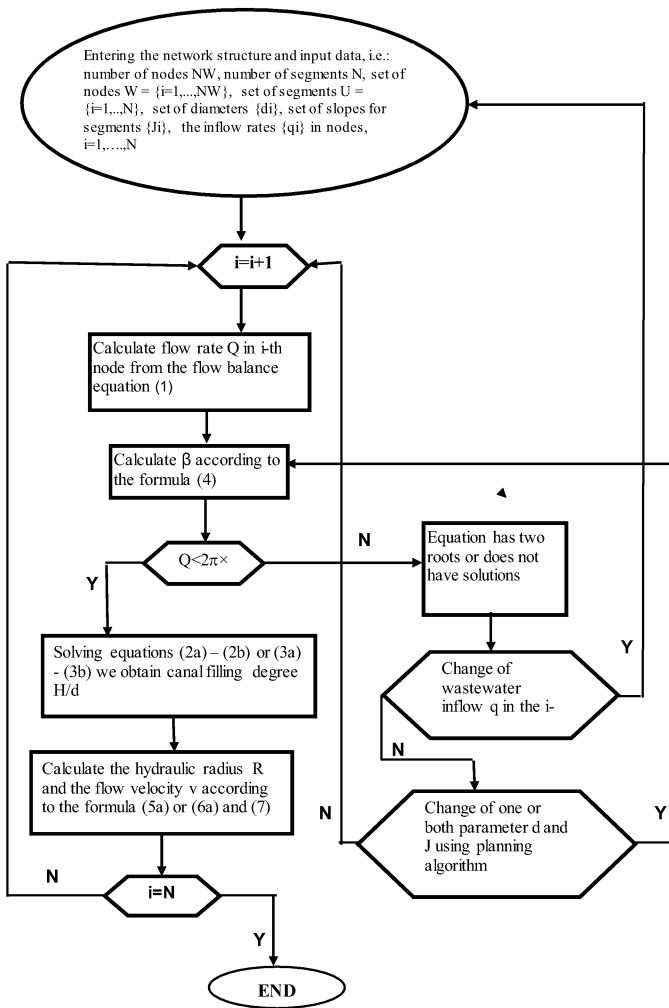 Entering the network structure and input data, i.e.:
number of nodes NW, number of segments N, set of
nodes W = {i=1,...,NW}, set of segments U =
{i=1,..,N}, set of diameters {di}, set of slopes for
segments {Ji}, the inflow rates {qi} in nodes,
i=1,….,N
i=i+1
Calculate flow rate Q in i-th
node from the flow balance
equation (1)
Calculate β according to
the formula (4)
Q<2π×
N
Y
Equation has two
roots or does not
have solutions
Solving equations (2a) – (2b) or (3a)
- (3b) we obtain canal filling degree
H/d
Change of
wastewater
inflow q in the i-
Y
N
Calculate the hydraulic radius R
and the flow velocity v according
to the formula (5a) or (6a) and (7)
Change of one or
both parameter d and
J using planning
algorithm
N
Y
i=N
N
Y
END